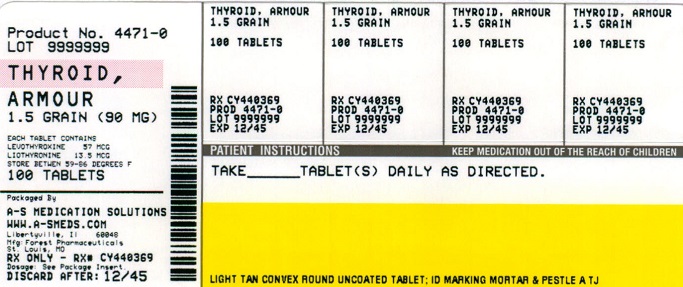 Product No. 4471-0
LOT 9999999
THYROID,
ARMOUR
1.5 GRAIN (90 MG)
EACH TABLET CONTAINS
LEVOTHYROXINE 57 MCG
LIOTHYRONINE 13.5 MCG
STORE BETWEN 59-86 DEGREES F
100 TABLETS
Packaged By
A-S MEDICATION SOLUTIONS
WWW.A-SMEDS.COM
Libertyville, Il 60048
Mfg: Forest Pharmaceuticals
St. Louis, MO
RX ONLY - RX# CY440369
Dosage: See Package Insert.
DISCARD AFTER: 12/45
THYROID, ARMOUR
1.5 GRAIN
100 TABLETS
RX CY440369
PROD 4471-0
LOT 9999999
EXP 12/45
THYROID, ARMOUR
1.5 GRAIN
100 TABLETS
RX CY440369
PROD 4471-0
LOT 9999999
EXP 12/45
THYROID, ARMOUR
1.5 GRAIN
100 TABLETS
RX CY440369
PROD 4471-0
LOT 9999999
EXP 12/45
THYROID, ARMOUR
1.5 GRAIN
100 TABLETS
RX CY440369
PROD 4471-0
LOT 9999999
EXP 12/45
PATIENT INSTRUCTIONS KEEP MEDICATION OUT OF THE REACH OF CHILDREN
TAKE______TABLET(S) DAILY AS DIRECTED.
LIGHT TAN CONVEX ROUND UNCOATED TABLET; ID MARKING MORTAR & PESTLE A TJ